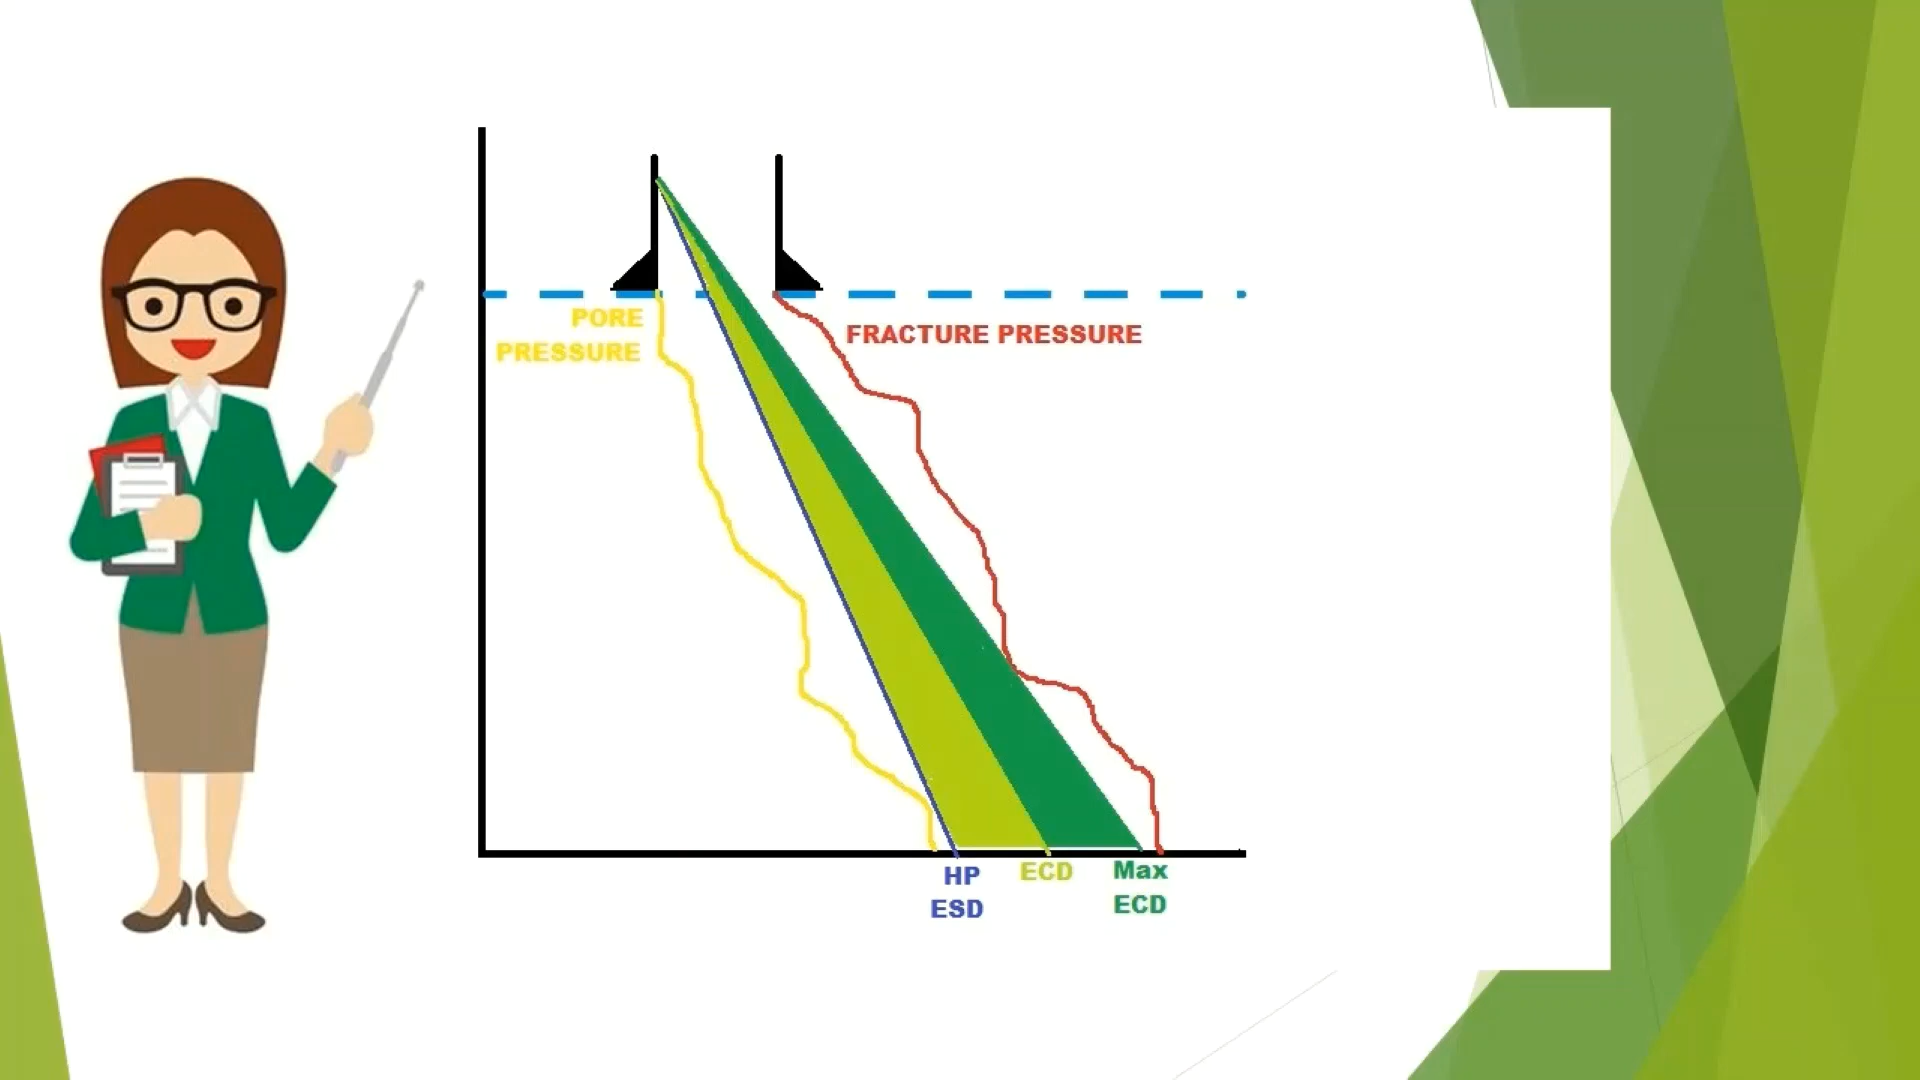 PORE
PRESSURE
FRACTURE PRESSURE
HP
ESD
ECD
Max
ECD